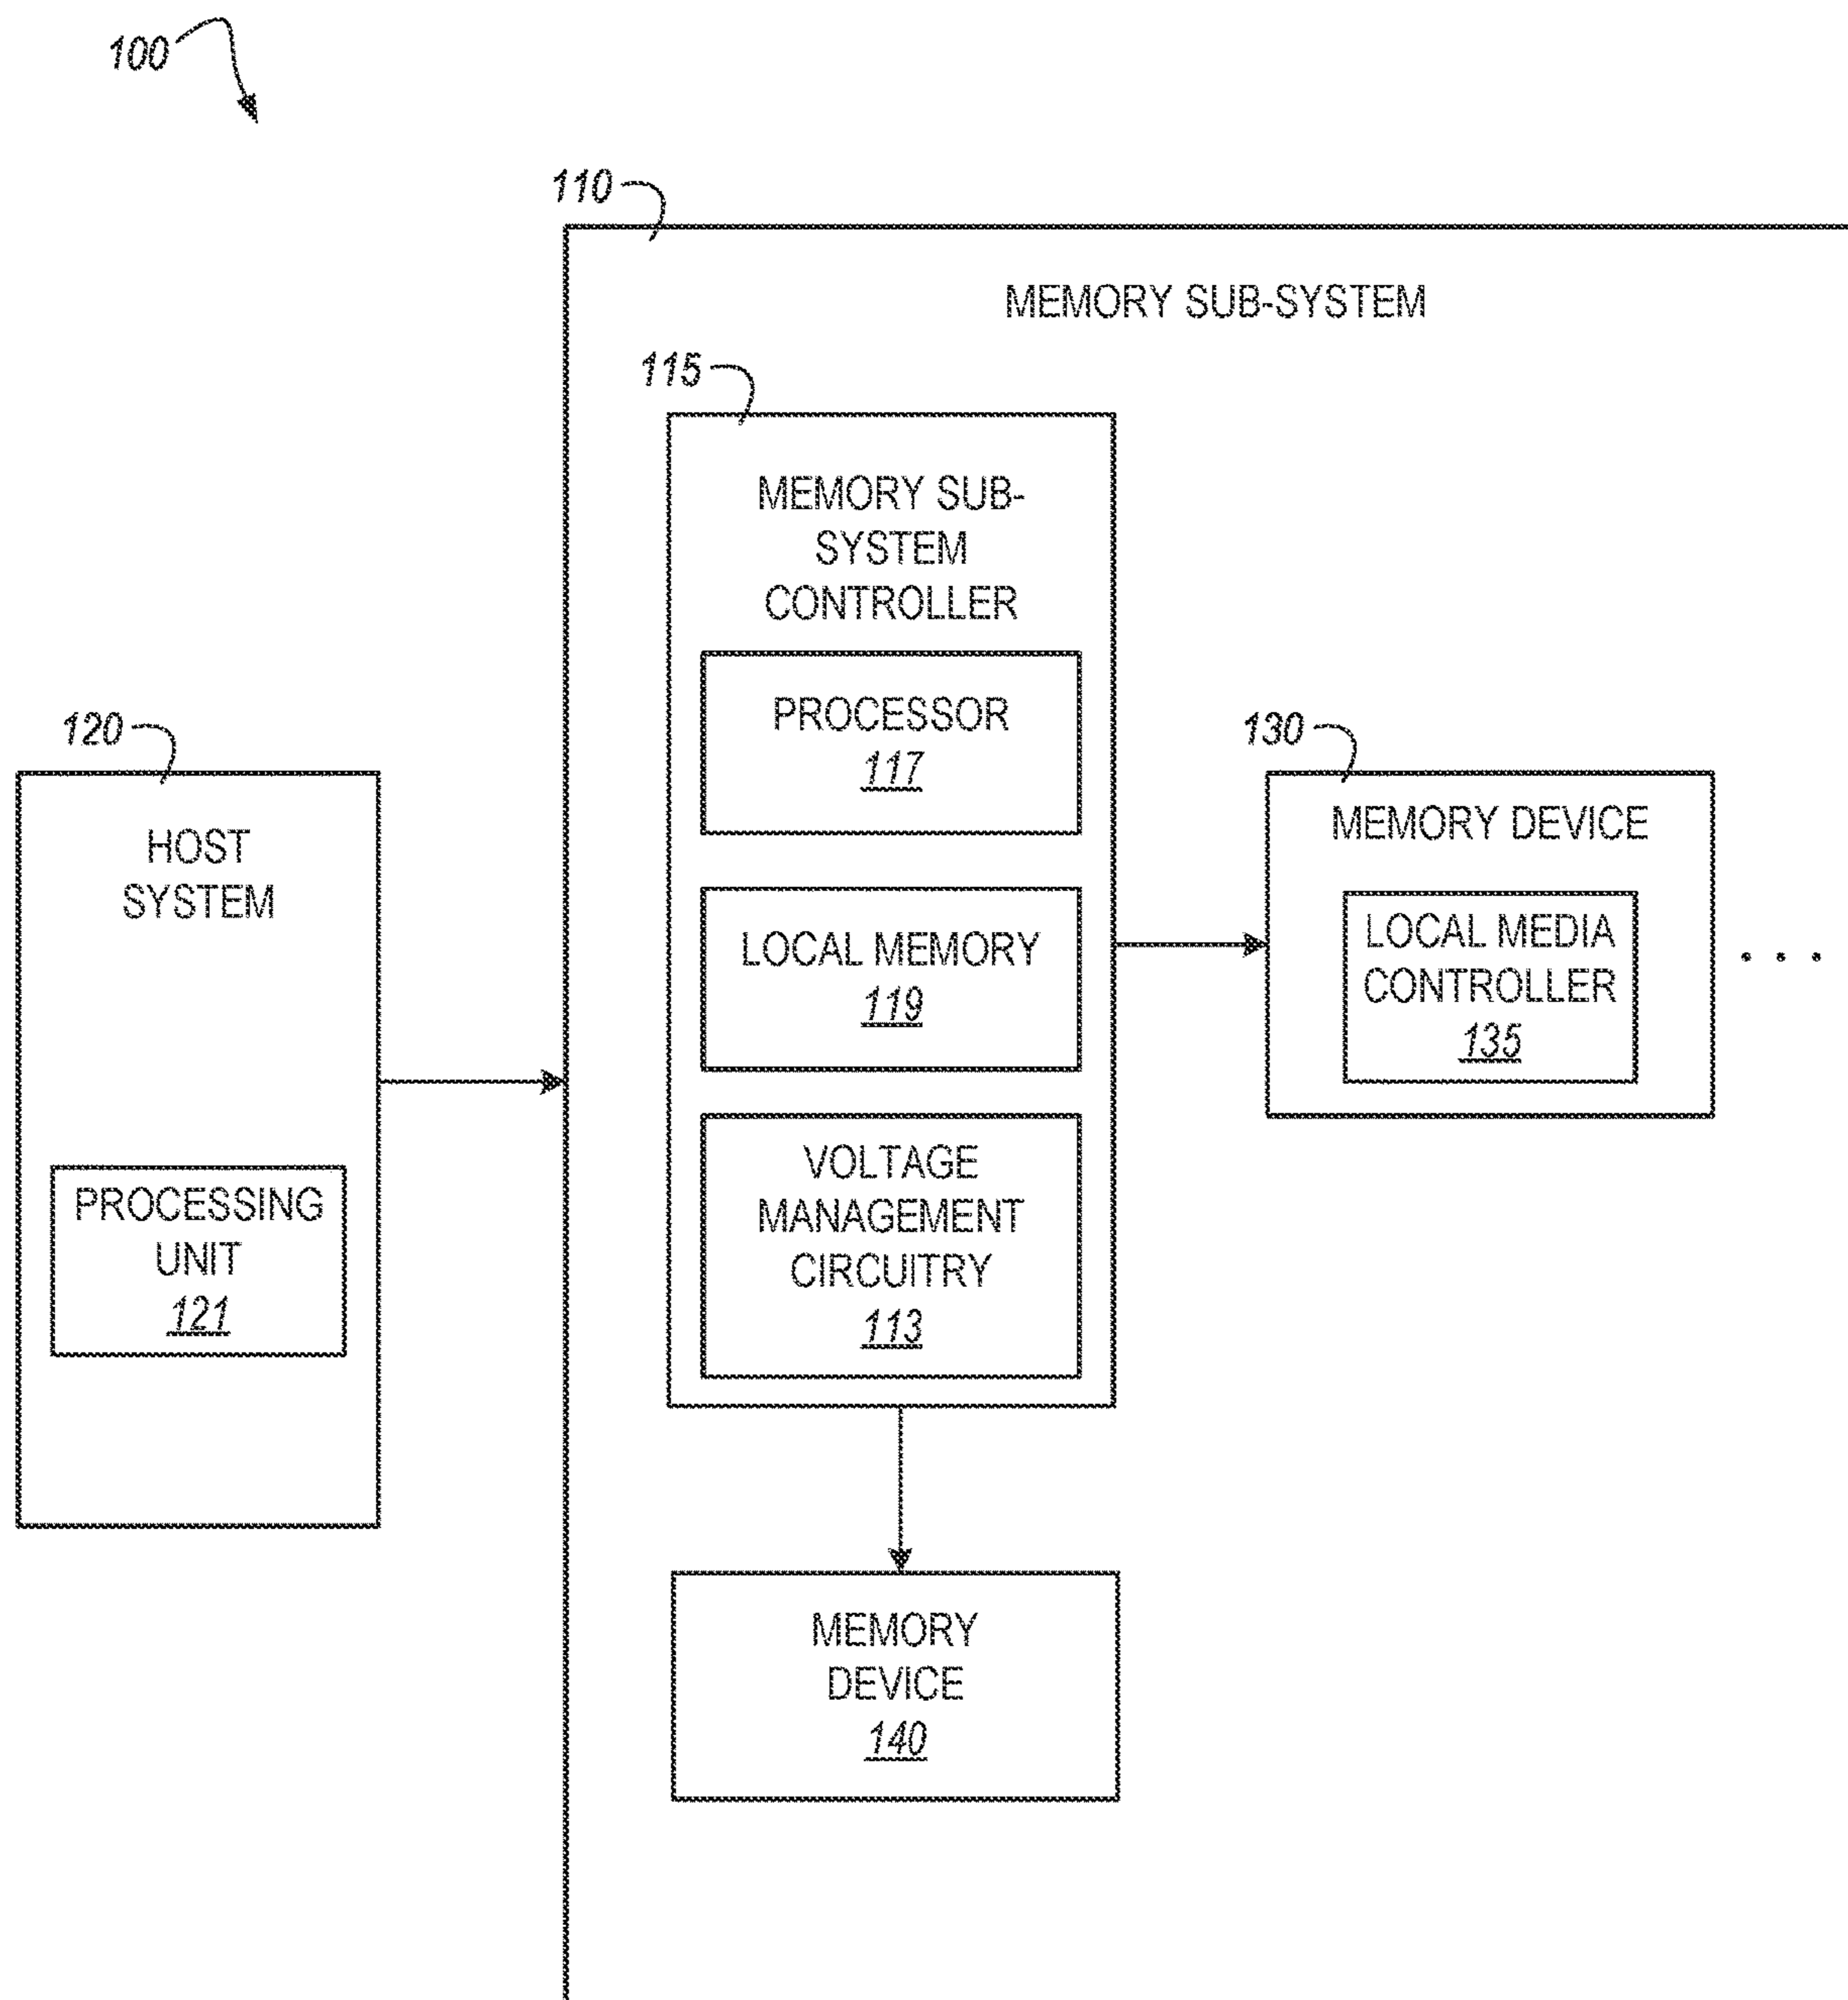 100
110
MEMORY SUB-SYSTEM
115
MEMORY SUB-
SYSTEM
CONTROLLER
PROCESSOR
117
LOCAL MEMORY
119
VOLTAGE
MANAGEMENT
CIRCUITRY
113
120
HOST
SYSTEM
PROCESSING
UNIT
121
130
MEMORY DEVICE
LOCAL MEDIA
CONTROLLER
135
. . .
MEMORY
DEVICE
140